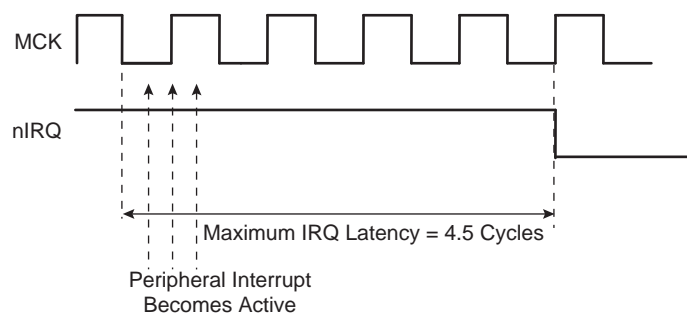 MCK
nIRQ
Maximum IRQ Latency = 4.5 Cycles
Peripheral Interrupt
Becomes Active